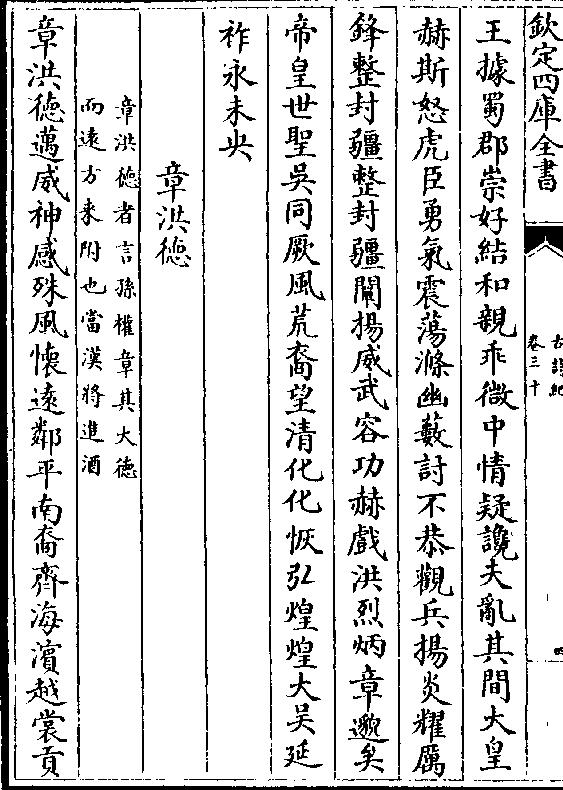 欽定四庫全書
古詩紀
卷三十
四
王據蜀郡崇好結和親乖微中情疑讒夫亂其間大皇
赫斯怒虎臣勇氣震蕩滌幽藪討不恭觀兵揚炎耀厲
鋒整封疆整封疆闡揚威武容功赫戲洪烈炳章邈矣
帝皇世聖吳同厥風荒裔望清化化恢弘煌煌大吳延
祚永未央
章洪德
章洪德者言孫權章其大德
而遠方来附也當漢將進酒
章洪德邁威神感殊風懷遠鄰平南裔齊海濱越裳貢